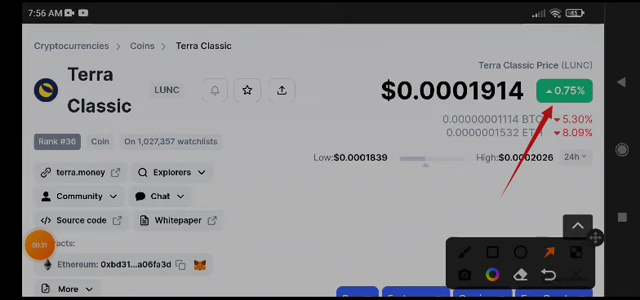 7:56 AM
Cryptocurrencies > Coins > Terra Classic
Terra Classic Price (LUNC)
Terra Classic
LUNC
$0.0001914
0.75%
0.00000001114 BTC 5.30%
0.0000001532 ETH 8.09%
Rank #36
Coin
On 1,027,357 watchlists
Low: $0.0001839
High: $0.0002026
24h
terra.money
Explorers
Community
Chat
Source code
Whitepaper
00:31
Ethereum: 0xbd31...a06fa3d
More